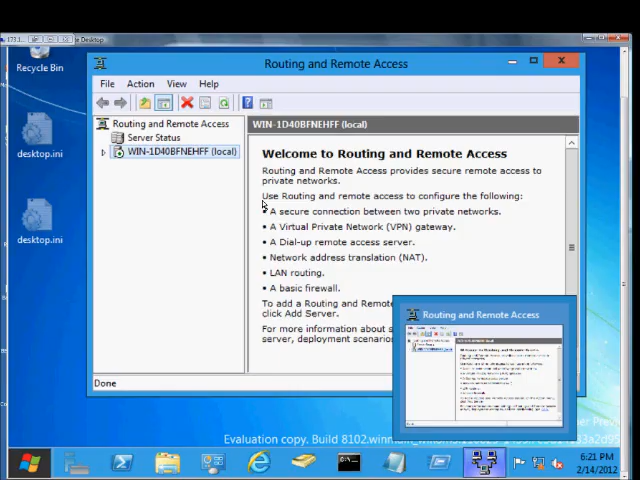 173.1
Desktop
Recycle Bin
desktop.ini
desktop.ini
Routing and Remote Access
File Action View Help
Routing and Remote Access
Server Status
WIN-1D40BFNEHFF (local)
WIN-1D40BFNEHFF (local)
Welcome to Routing and Remote Access
Routing and Remote Access provides secure remote access to
private networks.
Use Routing and remote access to configure the following:
• A secure connection between two private networks.
• A Virtual Private Network (VPN) gateway.
• A Dial-up remote access server.
• Network address translation (NAT).
• LAN routing.
• A basic firewall.
To add a Routing and Remote
click Add Server.
For more information about s
server, deployment scenarios
Done
Routing and Remote Access
Evaluation copy. Build 8102
6:21 PM
2/14/2012